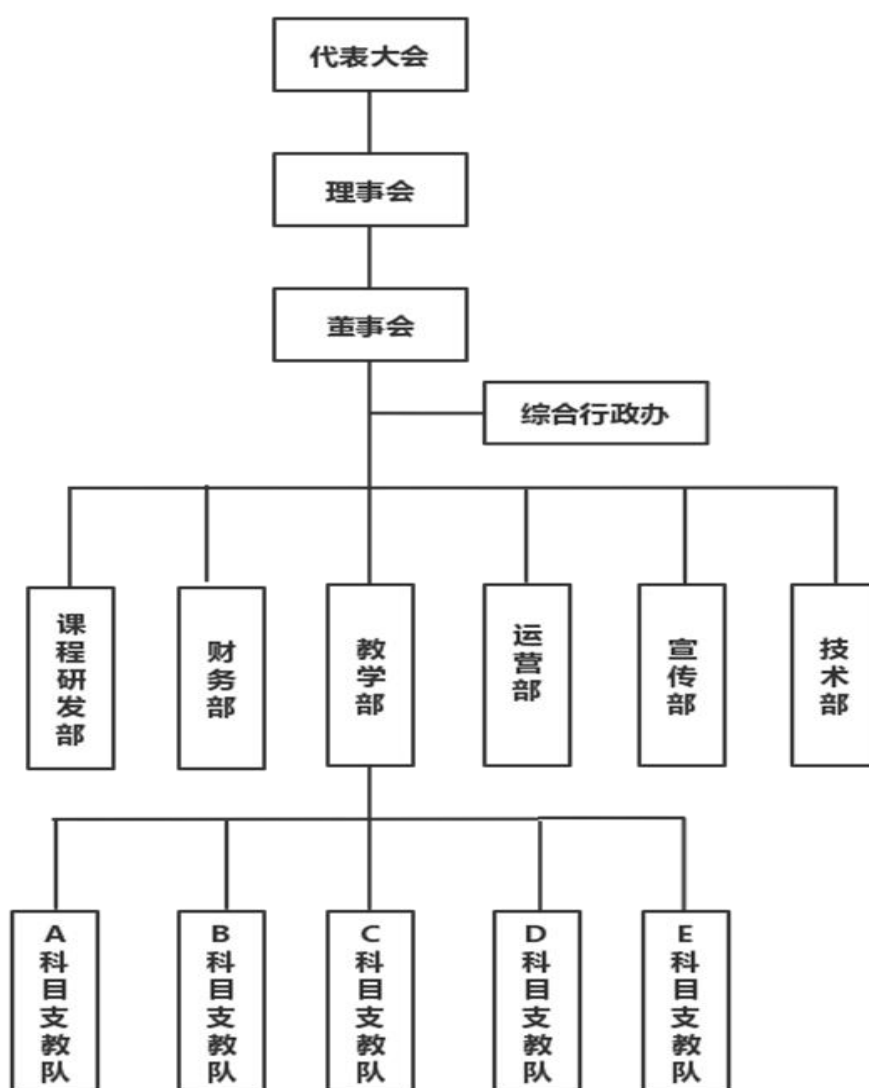 代表大会
理事会
董事会
综合行政办
课程研发部
财务部
教学部
运营部
宣传部
技术部
A科目支教队
B科目支教队
C科目支教队
D科目支教队
E科目支教队